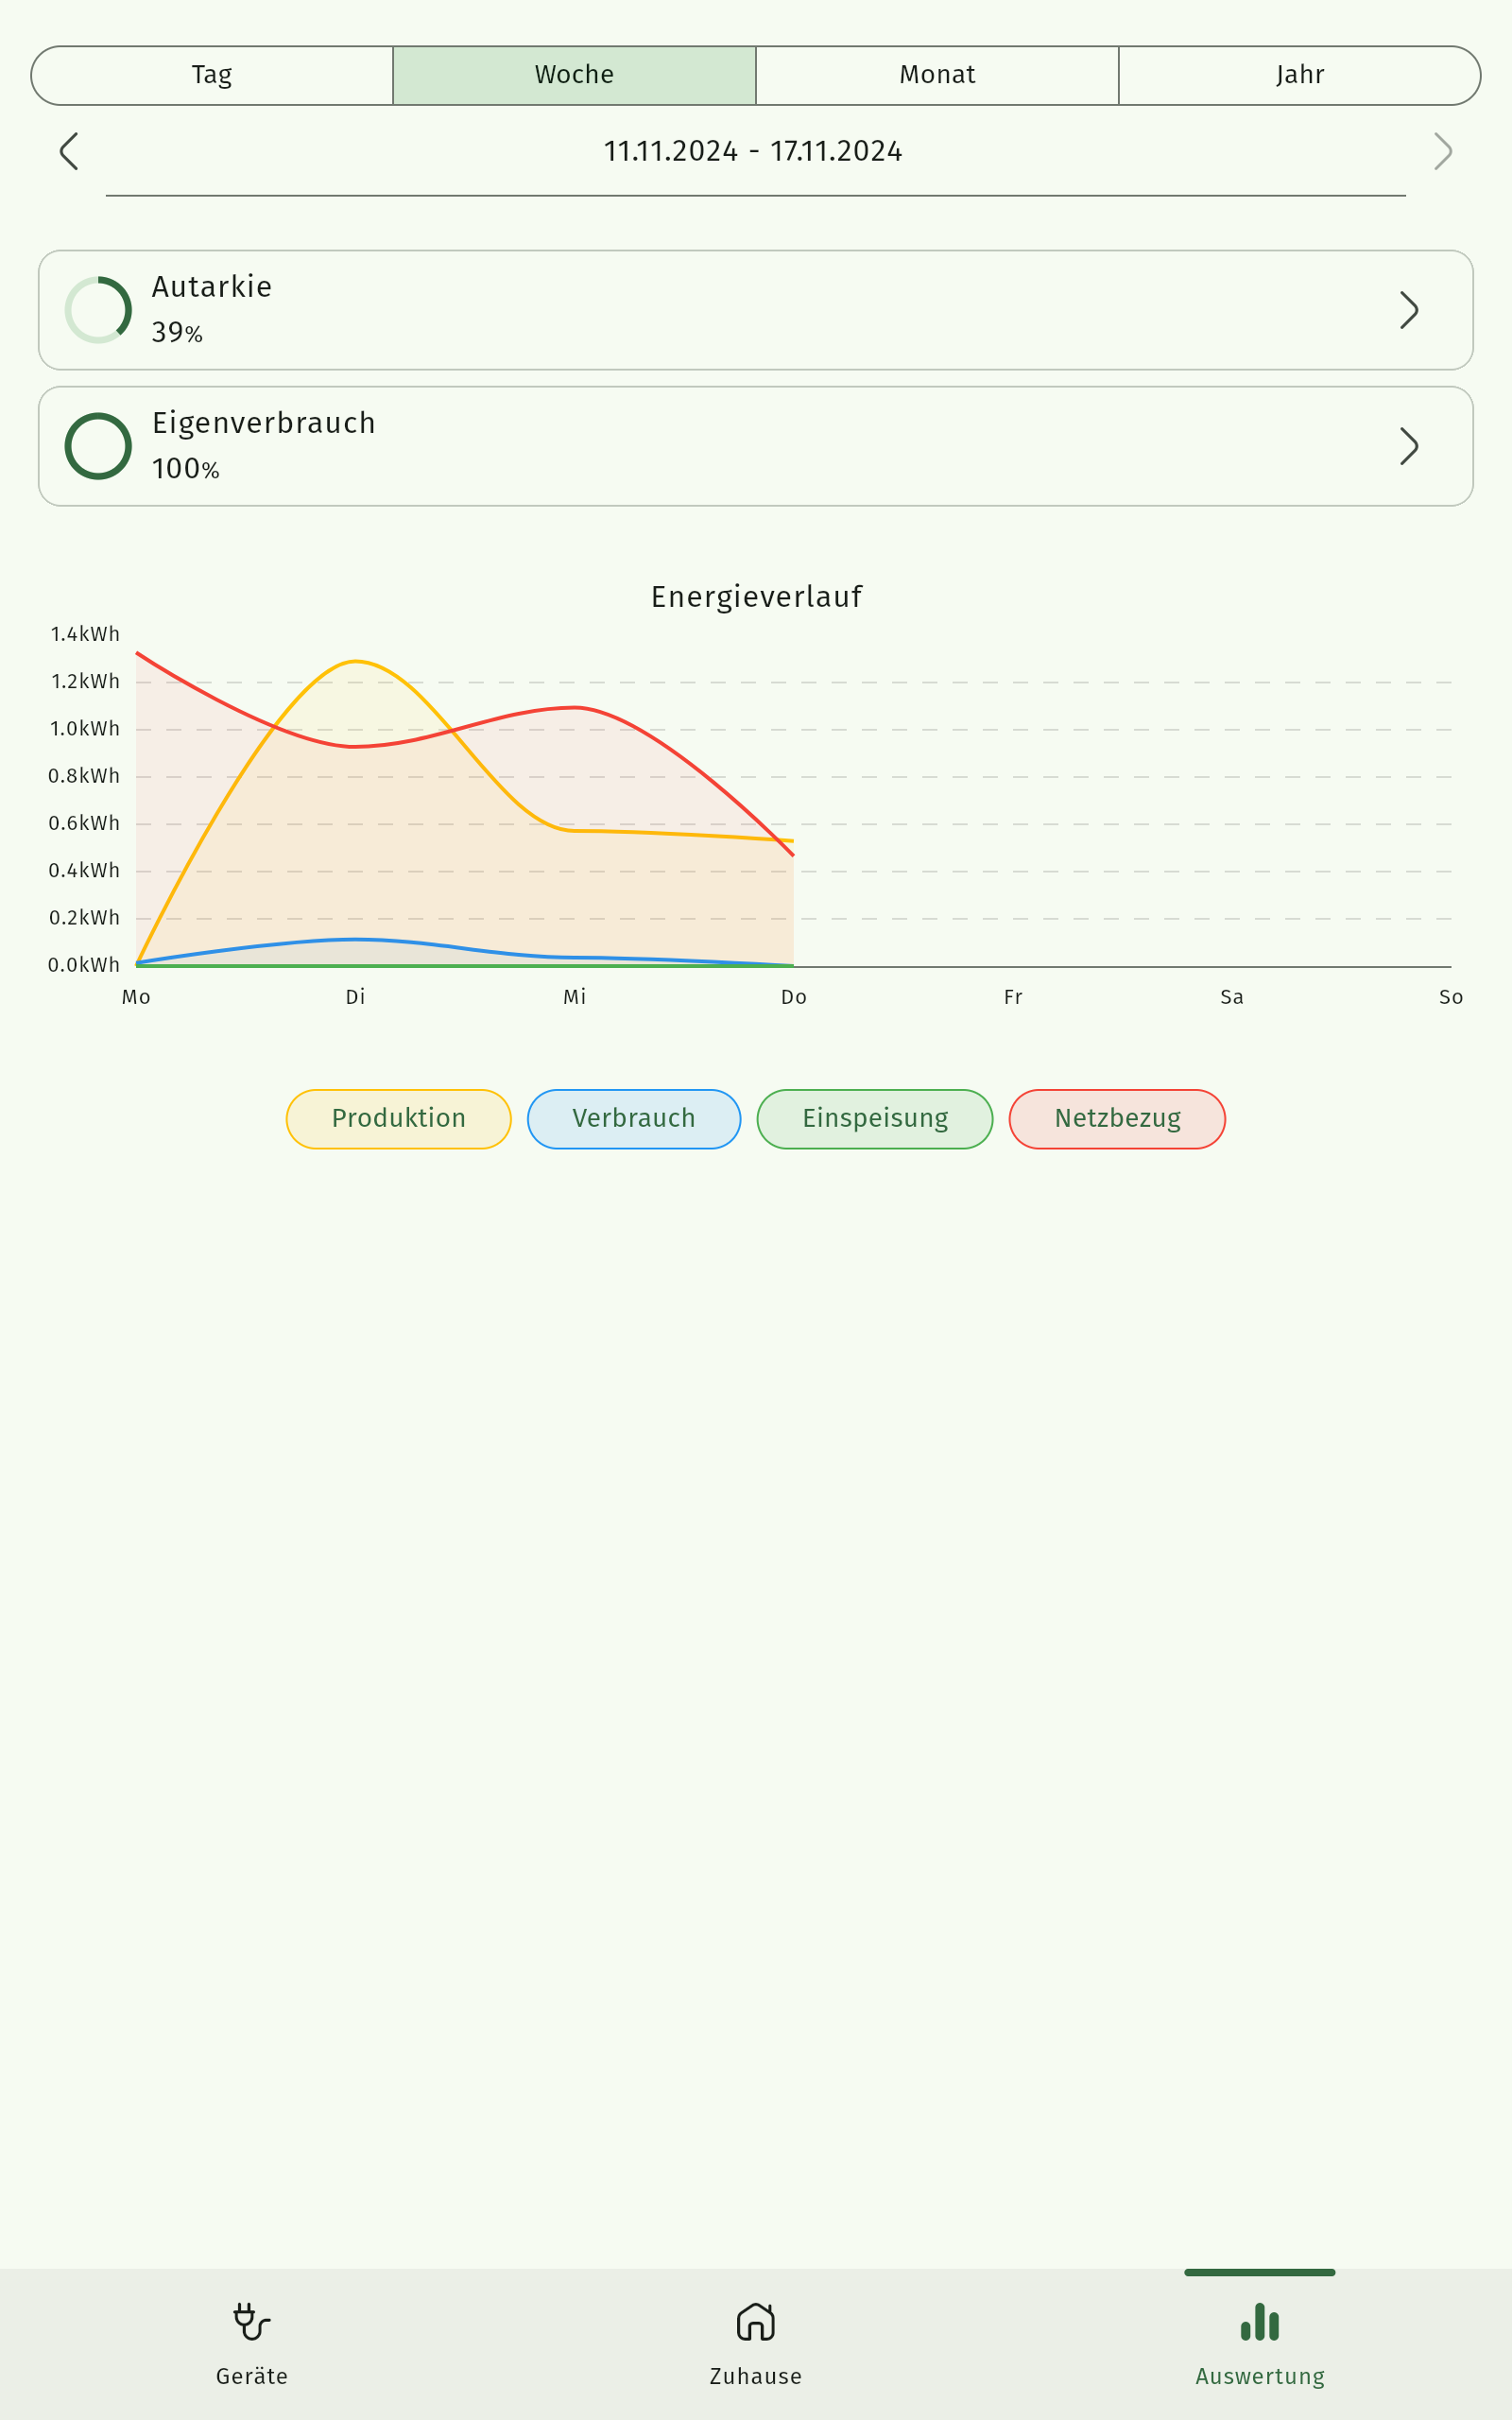 Tag Woche Monat Jahr
11.11.2024 - 17.11.2024
Autarkie
39%
Eigenverbrauch
100%
Energieverlauf
1.4kWh
1.2kWh
1.0kWh
0.8kWh
0.6kWh
0.4kWh
0.2kWh
0.0kWh
Mo Di Mi Do Fr Sa So
Produktion Verbrauch Einspeisung Netzbezug
Geräte Zuhause Auswertung